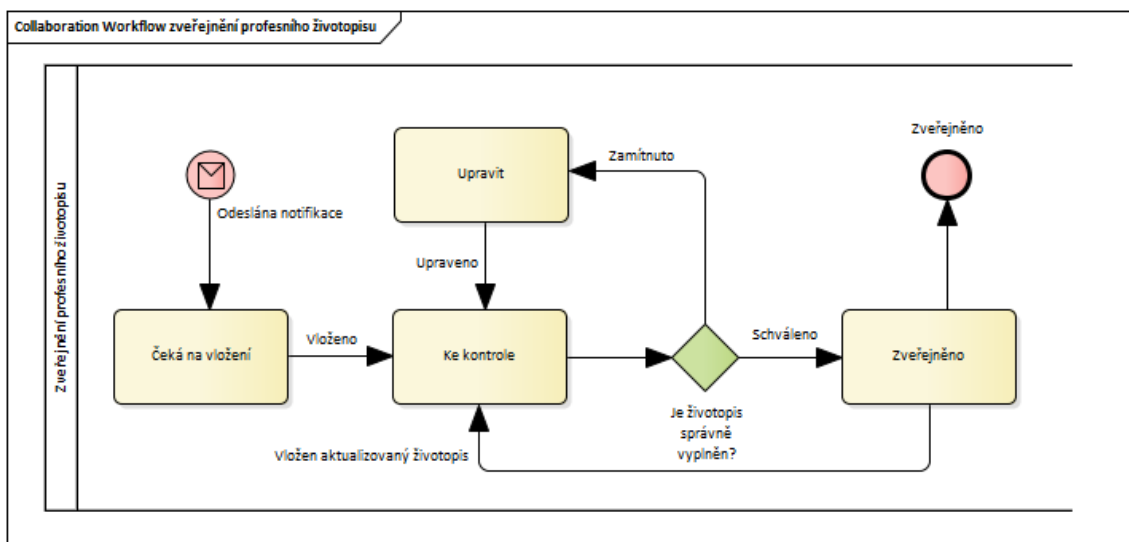 Collaboration Workflow zveřejnění profesního životopisu
Zveřejnění profesního životopisu
Zveřejněno
Upravit
Zamítnuto
Odeslána notifikace
Upraveno
Čeká na vložení
Vloženo
Ke kontrole
Schváleno
Zveřejněno
Je životopis
správně
vyplněn?
Vložen aktualizovaný životopis